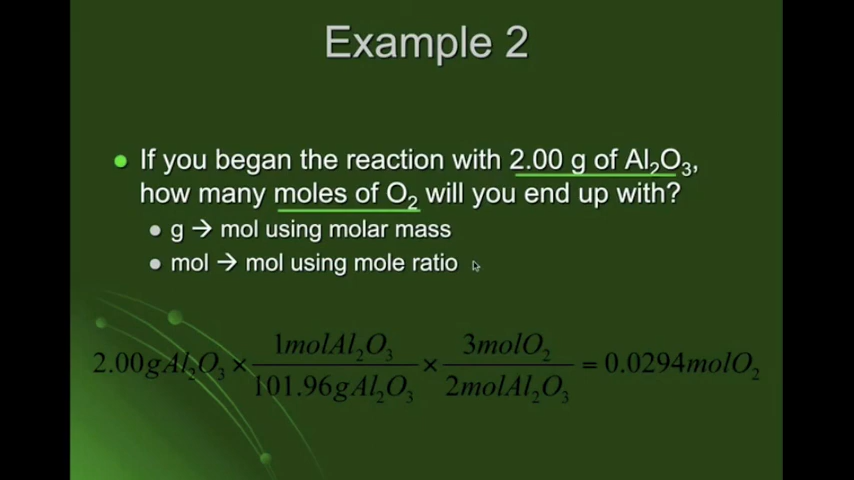 Example 2
If you began the reaction with 2.00 g of Al₂O₃,
how many moles of O₂ will you end up with?
g → mol using molar mass
mol → mol using mole ratio
2.00gAl₂O₃ × 1molAl₂O₃/101.96gAl₂O₃ × 3molO₂/2molAl₂O₃ = 0.0294molO₂